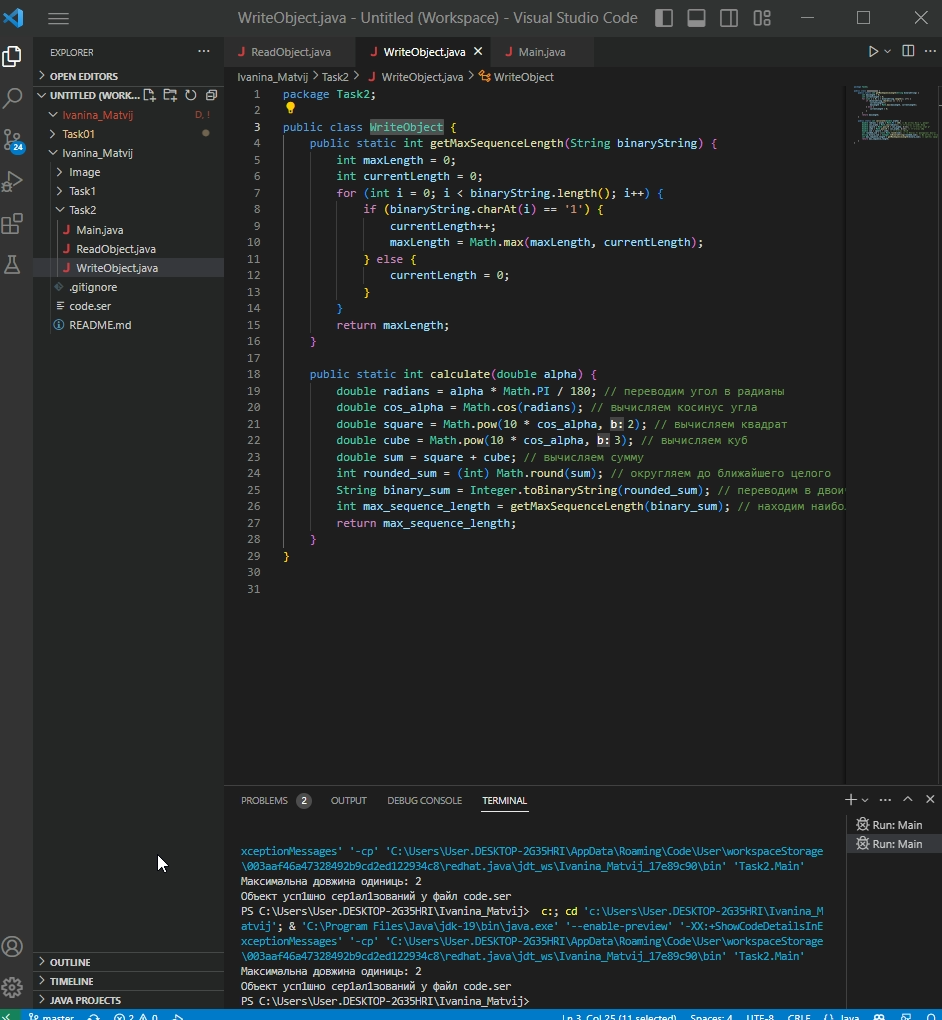 WriteObject.java - Untitled (Workspace) - Visual Studio Code
EXPLORER
OPEN EDITORS
UNTITLED (WORK...
Ivanina_Matvij D, !
Task01
Ivanina_Matvij
Image
Task1
Task2
Main.java
ReadObject.java
WriteObject.java
.gitignore
code.ser
README.md
24
OUTLINE
TIMELINE
JAVA PROJECTS
ReadObject.java WriteObject.java Main.java
Ivanina_Matvij > Task2 > WriteObject.java > WriteObject
1 package Task2;
2
3 public class WriteObject {
4 public static int getMaxSequenceLength(String binaryString) {
5 int maxLength = 0;
6 int currentLength = 0;
7 for (int i = 0; i < binaryString.length(); i++) {
8 if (binaryString.charAt(i) == '1') {
9 currentLength++;
10 maxLength = Math.max(maxLength, currentLength);
11 } else {
12 currentLength = 0;
13 }
14 }
15 return maxLength;
16 }
17
18 public static int calculate(double alpha) {
19 double radians = alpha * Math.PI / 180; // переводим угол в радианы
20 double cos_alpha = Math.cos(radians); // вычисляем косинус угла
21 double square = Math.pow(10 * cos_alpha, b: 2); // вычисляем квадрат
22 double cube = Math.pow(10 * cos_alpha, b: 3); // вычисляем куб
23 double sum = square + cube; // вычисляем сумму
24 int rounded_sum = (int) Math.round(sum); // округляем до ближайшего целого
25 String binary_sum = Integer.toBinaryString(rounded_sum); // переводим в двои
26 int max_sequence_length = getMaxSequenceLength(binary_sum); // находим наибо
27 return max_sequence_length;
28 }
29 }
30
31
PROBLEMS 2 OUTPUT DEBUG CONSOLE TERMINAL
Run: Main
Run: Main
xceptionMessages' '-cp' 'C:\Users\User.DESKTOP-2G35HRI\AppData\Roaming\Code\User\workspaceStorage
\003aaf46a47328492b9cd2ed122934c8\redhat.java\jdt_ws\Ivanina_Matvij_17e89c90\bin' 'Task2.Main'
Максимальна довжина одиниць: 2
Объект усп1шно сер1ал1зований у файл code.ser
PS C:\Users\User.DESKTOP-2G35HRI\Ivanina_Matvij> c:; cd 'c:\Users\User.DESKTOP-2G35HRI\Ivanina_M
atvij'; & 'C:\Program Files\Java\jdk-19\bin\java.exe' '--enable-preview' '-XX:+ShowCodeDetailsInE
xceptionMessages' '-cp' 'C:\Users\User.DESKTOP-2G35HRI\AppData\Roaming\Code\User\workspaceStorage
\003aaf46a47328492b9cd2ed122934c8\redhat.java\jdt_ws\Ivanina_Matvij_17e89c90\bin' 'Task2.Main'
Максимальна довжина одиниць: 2
Объект усп1шно сер1ал1зований у файл code.ser
PS C:\Users\User.DESKTOP-2G35HRI\Ivanina_Matvij>
master 2 0 Ln 3, Col 25 (11 selected) Spaces: 4 UTF-8 CRLF {} Java